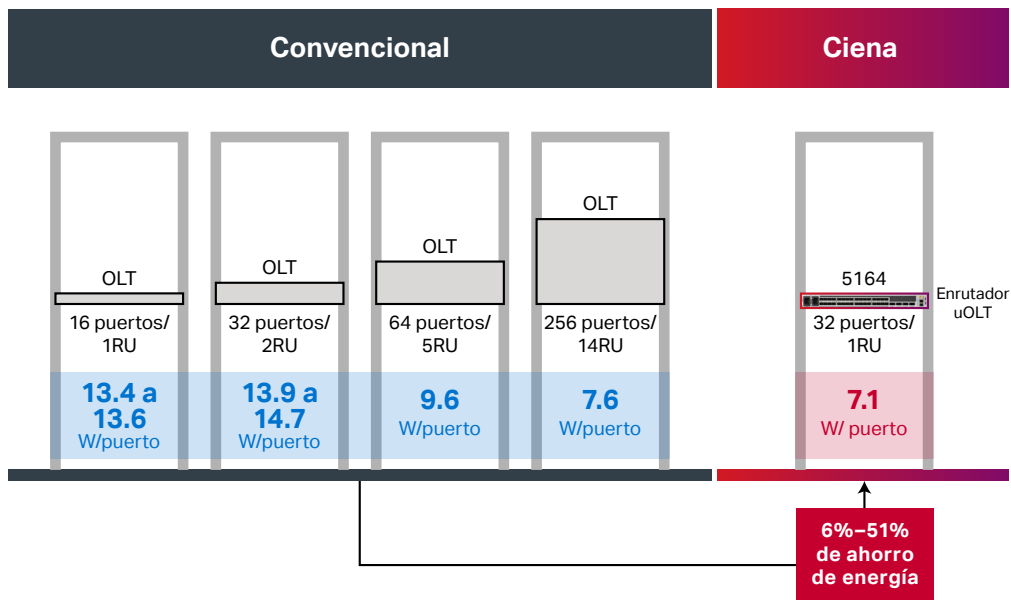 Convencional
Ciena
OLT
16 puertos/
1RU
13.4 a
13.6
W/puerto
OLT
32 puertos/
2RU
13.9 a
14.7
W/puerto
OLT
64 puertos/
5RU
9.6
W/puerto
OLT
256 puertos/
14RU
7.6
W/puerto
5164
Enrutador
uOLT
32 puertos/
1RU
7.1
W/ puerto
6%–51%
de ahorro
de energía